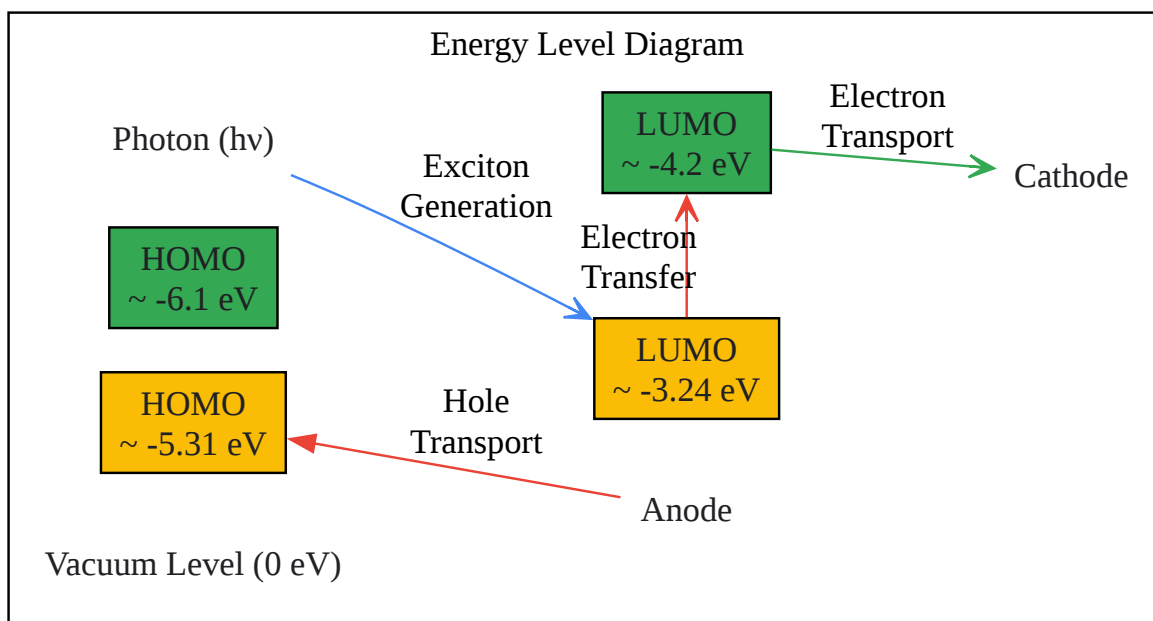 Energy Level Diagram
Photon (hν)
Exciton
Generation
LUMO
~ -4.2 eV
Electron
Transport
Cathode
HOMO
~ -6.1 eV
Electron
Transfer
LUMO
~ -3.24 eV
HOMO
~ -5.31 eV
Hole
Transport
Anode
Vacuum Level (0 eV)